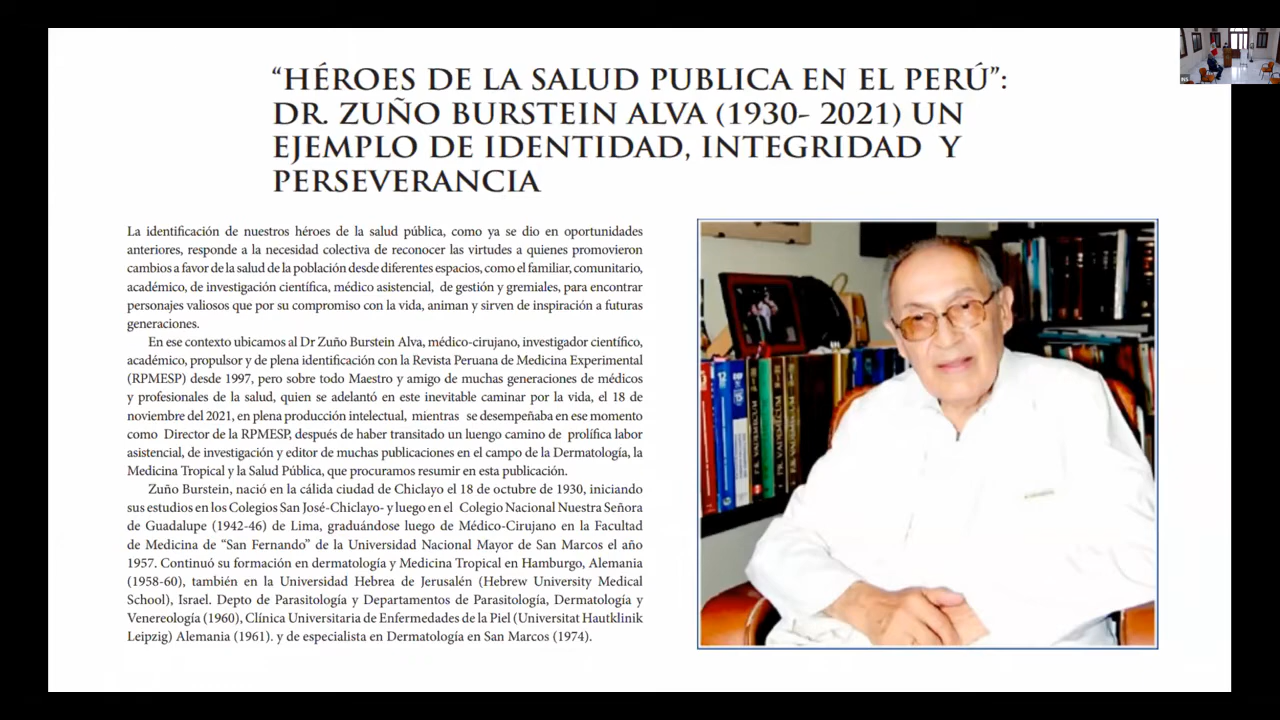 “HÉROES DE LA SALUD PUBLICA EN EL PERÚ”:
DR. ZUÑO BURSTEIN ALVA (1930- 2021) UN
EJEMPLO DE IDENTIDAD, INTEGRIDAD Y
PERSEVERANCIA
La identificación de nuestros héroes de la salud pública, como ya se dio en oportunidades
anteriores, responde a la necesidad colectiva de reconocer las virtudes a quienes promovieron
cambios a favor de la salud de la población desde diferentes espacios, como el familiar, comunitario,
académico, de investigación científica, médico asistencial, de gestión y gremiales, para encontrar
personajes valiosos que por su compromiso con la vida, animan y sirven de inspiración a futuras
generaciones.
En ese contexto ubicamos al Dr Zuño Burstein Alva, médico-cirujano, investigador científico,
académico, propulsor y de plena identificación con la Revista Peruana de Medicina Experimental
(RPMESP) desde 1997, pero sobre todo Maestro y amigo de muchas generaciones de médicos
y profesionales de la salud, quien se adelantó en este inevitable caminar por la vida, el 18 de
noviembre del 2021, en plena producción intelectual, mientras se desempeñaba en ese momento
como Director de la RPMESP, después de haber transitado un luengo camino de prolífica labor
asistencial, de investigación y editor de muchas publicaciones en el campo de la Dermatología, la
Medicina Tropical y la Salud Pública, que procuramos resumir en esta publicación.
Zuño Burstein, nació en la cálida ciudad de Chiclayo el 18 de octubre de 1930, iniciando
sus estudios en los Colegios San José-Chiclayo- y luego en el Colegio Nacional Nuestra Señora
de Guadalupe (1942-46) de Lima, graduándose luego de Médico-Cirujano en la Facultad
de Medicina de “San Fernando” de la Universidad Nacional Mayor de San Marcos el año
1957. Continuó su formación en dermatología y Medicina Tropical en Hamburgo, Alemania
(1958-60), también en la Universidad Hebrea de Jerusalén (Hebrew University Medical
School), Israel. Depto de Parasitología y Departamentos de Parasitología, Dermatología y
Venereología (1960), Clínica Universitaria de Enfermedades de la Piel (Universitat Hautklinik
Leipzig) Alemania (1961). y de especialista en Dermatología en San Marcos (1974).